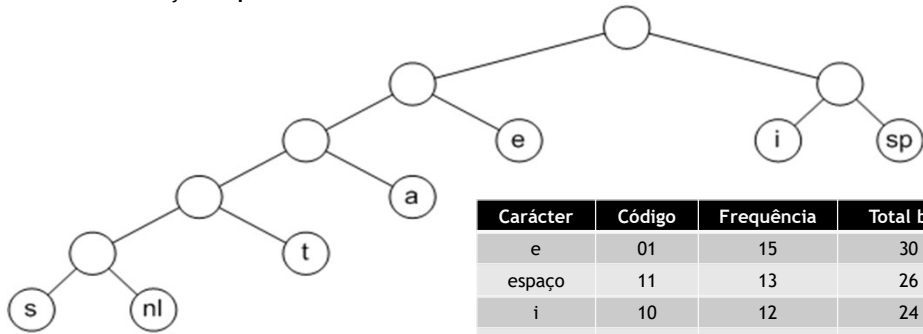 e
i
sp
a
t
s
nl
Carácter Código Frequência Total
e 01 15 30
espaço 11 13 26
i 10 12 24